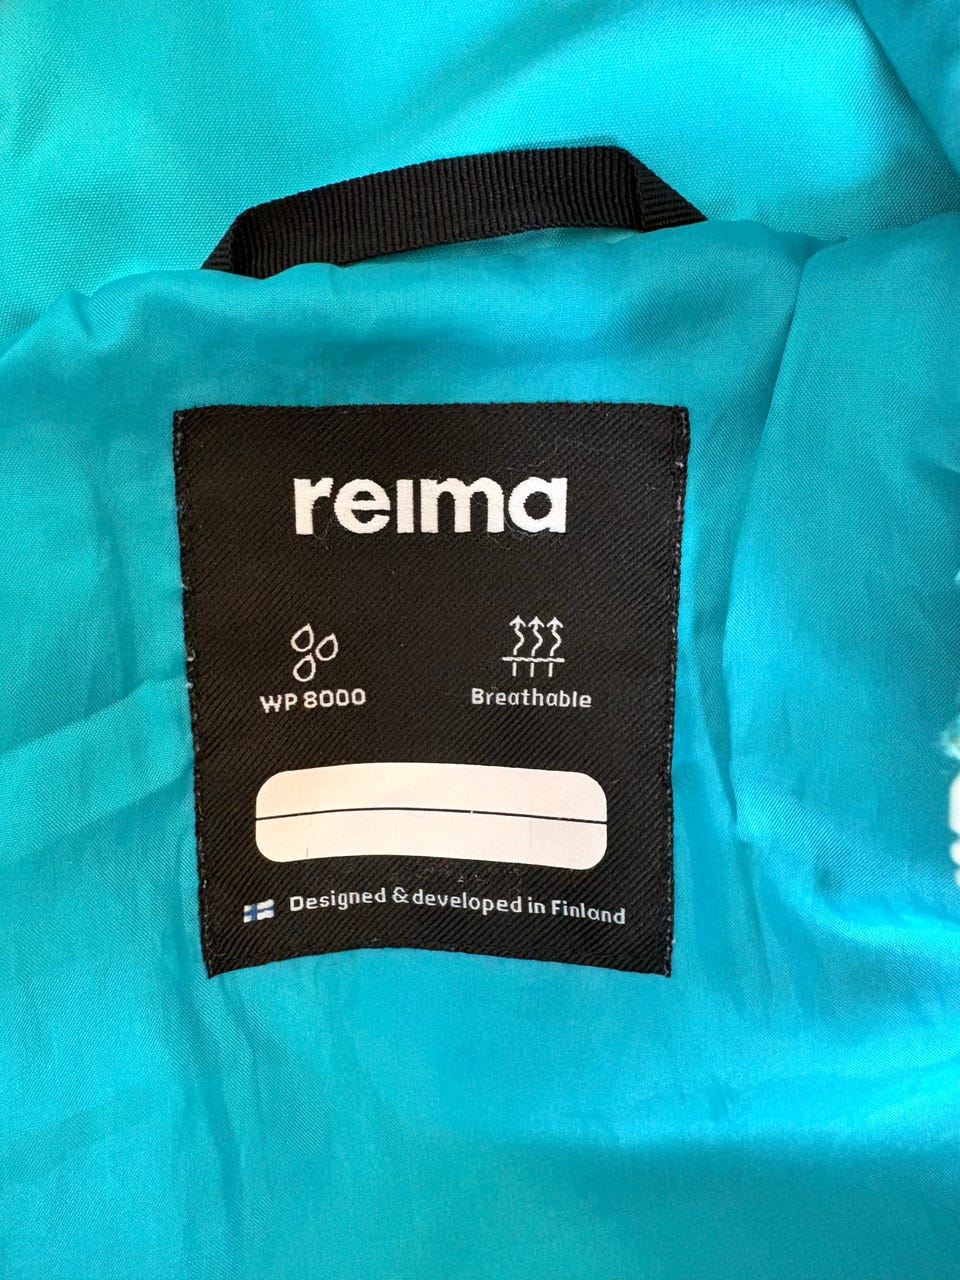 reima
WP 8000
Breathable
Designed & developed in Finland